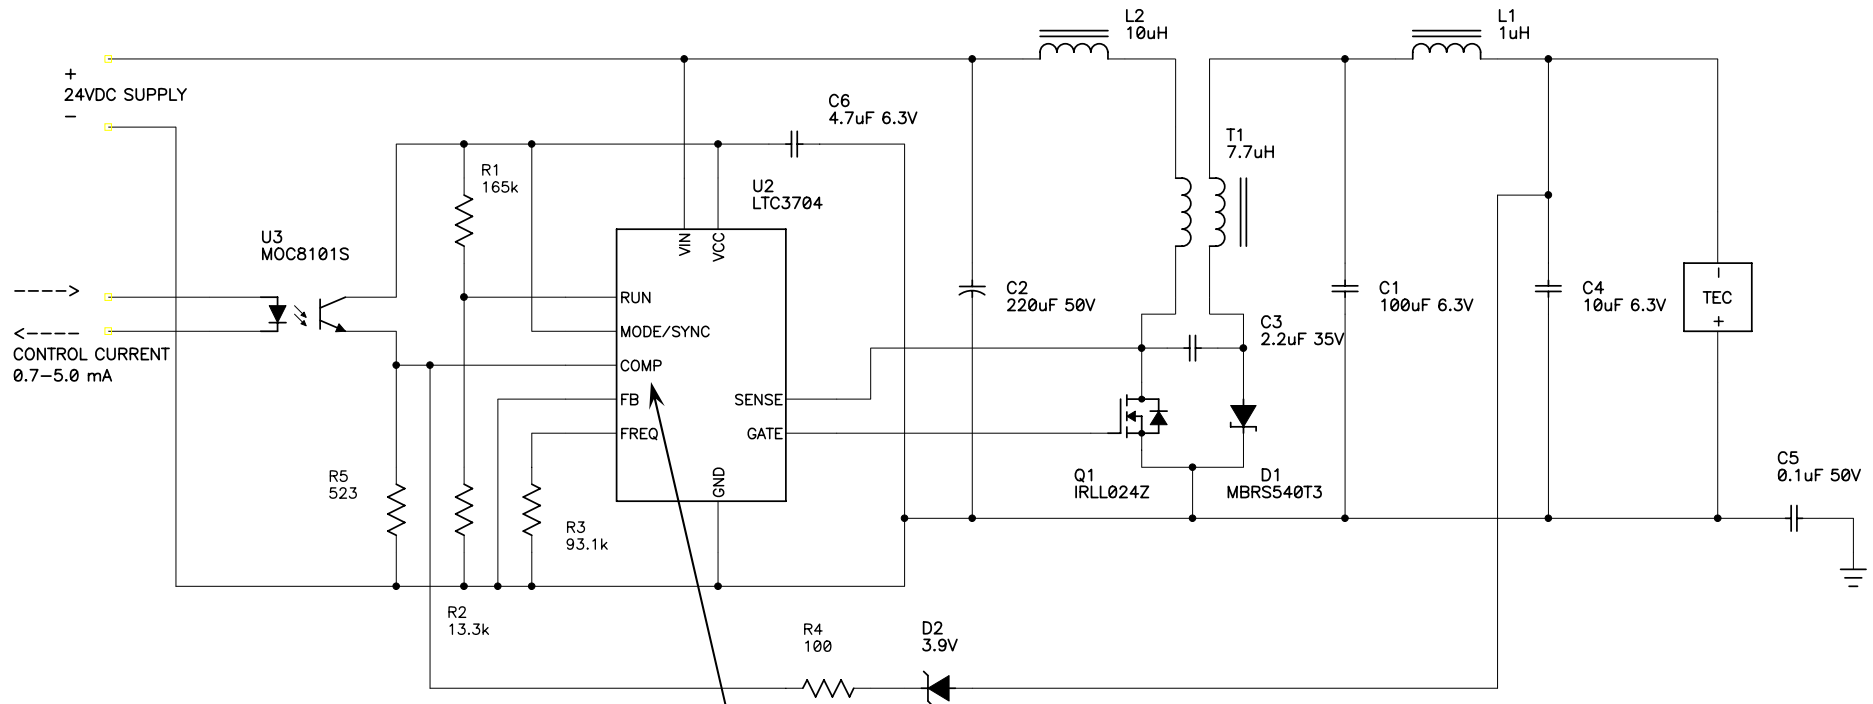 L2
10uH
L1
1uH
+
24VDC SUPPLY
–
C6
4.7uF 6.3V
T1
7.7uH
R1
165k
U2
LTC3704
U3
MOC8101S
VIN
VCC
RUN
MODE/SYNC
COMP
FB
FREQ
SENSE
GATE
GND
---->
<----
CONTROL CURRENT
0.7–5.0 mA
C2
220uF 50V
C3
2.2uF 35V
C1
100uF 6.3V
C4
10uF 6.3V
–
TEC
+
R5
523
R3
93.1k
Q1
IRLL024Z
D1
MBRS540T3
C5
0.1uF 50V
R2
13.3k
R4
100
D2
3.9V